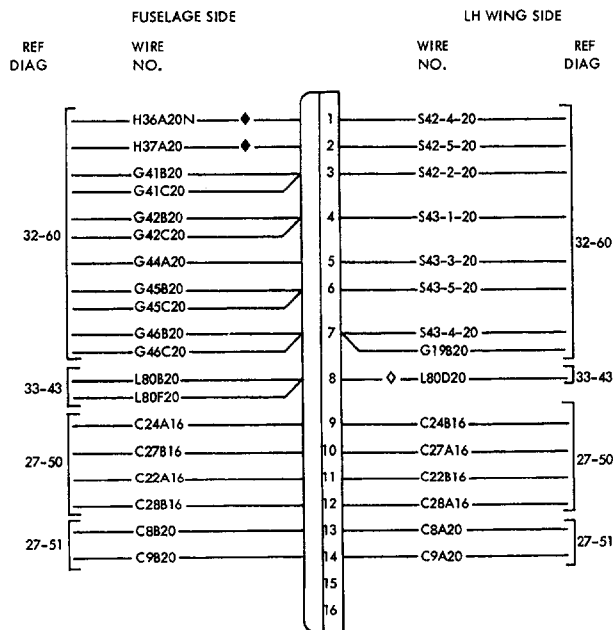 FUSELAGE SIDE LH WING SIDE
REF WIRE WIRE REF
DIAG NO. NO. DIAG
H36A20N 1 S42-4-20
H37A20 2 S42-5-20
G41B20 3 S42-2-20
G41C20
G42B20 4 S43-1-20
32-60 G42C20 32-60
G44A20 5 S43-3-20
G45B20 6 S43-5-20
G45C20
G46B20 7 S43-4-20
G46C20 G19B20
33-43 L80B20 8 L80D20 33-43
L80F20
C24A16 9 C24B16
27-50 C27B16 10 C27A16 27-50
C22A16 11 C22B16
C28B16 12 C28A16
C8B20 13 C8A20
27-51 27-51
C9B20 14 C9A20
15
16